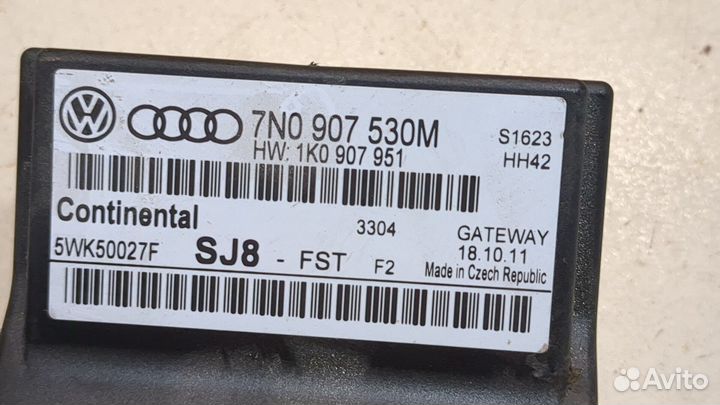 7N0 907 530M
HW: 1K0 907 951
S1623
HH42
Continental
3304
GATEWAY
5WK50027F
SJ8 - FST F2
18.10.11
Made in Czech Republic
Avito